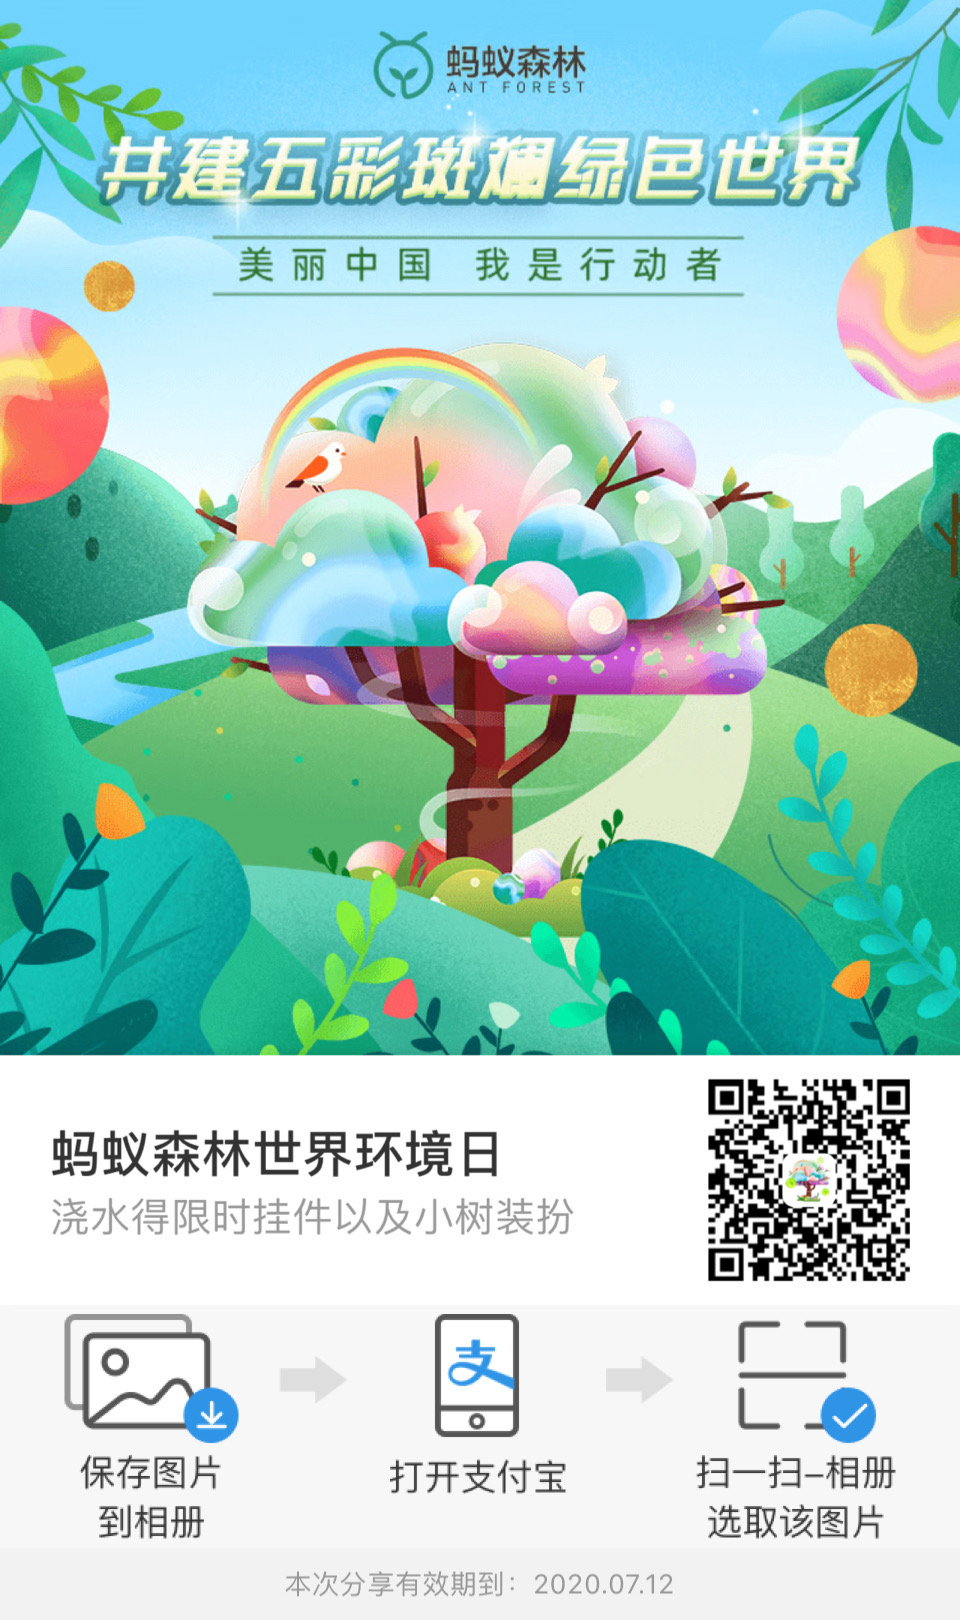 蚂蚁森林
ANT FOREST
共建五彩斑斓绿色世界
美丽中国 我是行动者
蚂蚁森林世界环境日
浇水得限时挂件以及小树装扮
支
保存图片
到相册
打开支付宝
扫一扫–相册
选取该图片
本次分享有效期到：2020.07.12